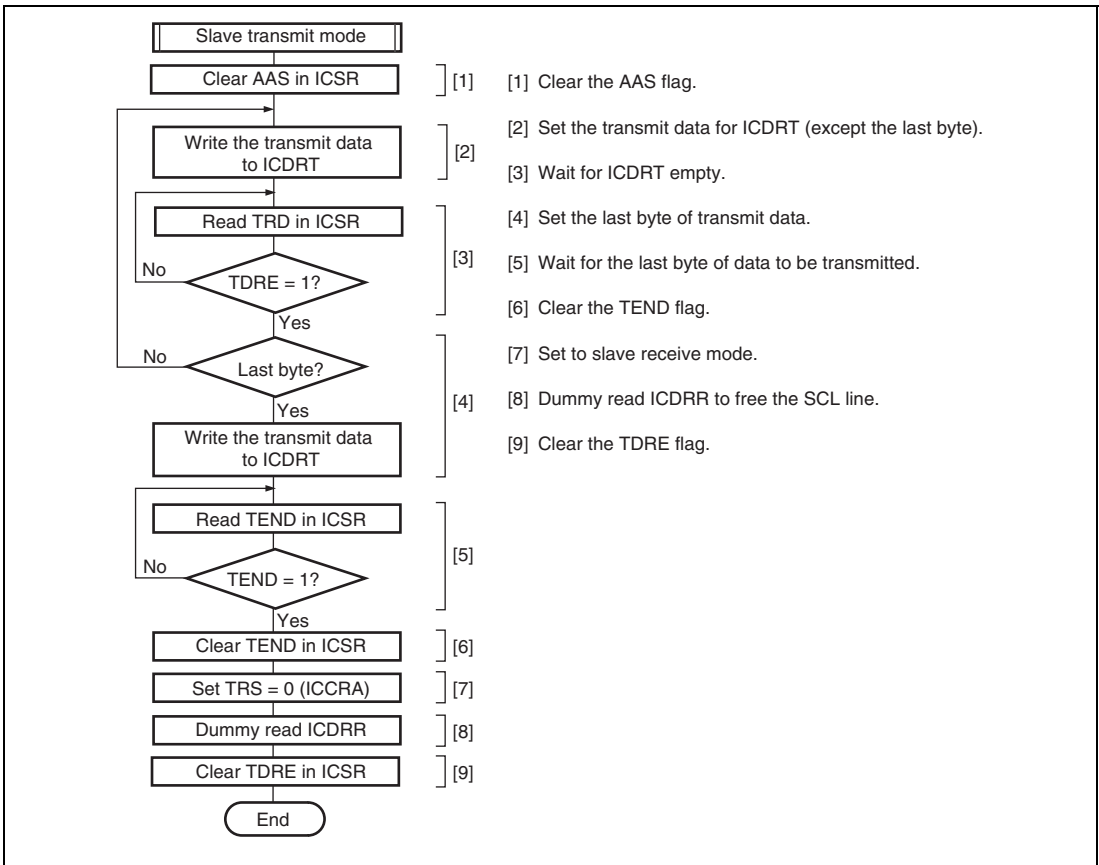 Slave transmit mode
Clear AAS in ICSR
[1]
[1] Clear the AAS flag.
Write the transmit data
to ICDRT
[2]
[2] Set the transmit data for ICDRT (except the last byte).
[3] Wait for ICDRT empty.
Read TRD in ICSR
[3]
No
TDRE = 1?
Yes
[4] Set the last byte of transmit data.
[5] Wait for the last byte of data to be transmitted.
[6] Clear the TEND flag.
No
Last byte?
Yes
[4]
Write the transmit data
to ICDRT
[7] Set to slave receive mode.
[8] Dummy read ICDRR to free the SCL line.
[9] Clear the TDRE flag.
Read TEND in ICSR
[5]
No
TEND = 1?
Yes
Clear TEND in ICSR
[6]
Set TRS = 0 (ICCRA)
[7]
Dummy read ICDRR
[8]
Clear TDRE in ICSR
[9]
End